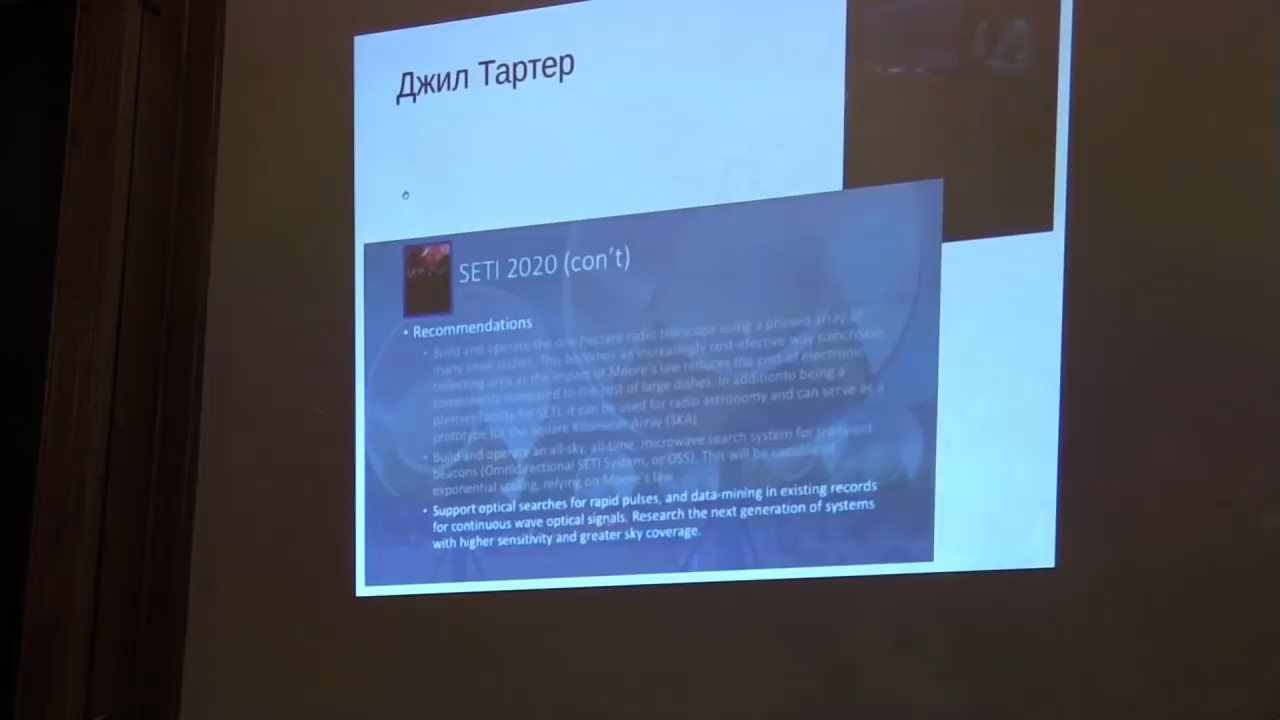 Джил Тартер
SETI 2020 (con't)
• Recommendations
• Build and operate the one hectare radio telescope using a phased array of
many small dishes. This becomes an increasingly cost effective way toincrease
collecting area as the impact of Moore's law reduces the cost of electronic
components compared to the cost of large dishes. In additionto being a
premier facility for SETI, it can be used for radio astronomy and can serve as a
prototype for the Square Kilometer Array (SKA)
• Build and operate an all-sky, all-time, microwave search system for transient
beacons (Omnidirectional SETI System, or OSS). This will be
exponential scaling, relying on Moore's law.
• Support optical searches for rapid pulses, and data-mining in existing records
for continuous wave optical signals. Research the next generation of systems
with higher sensitivity and greater sky coverage.